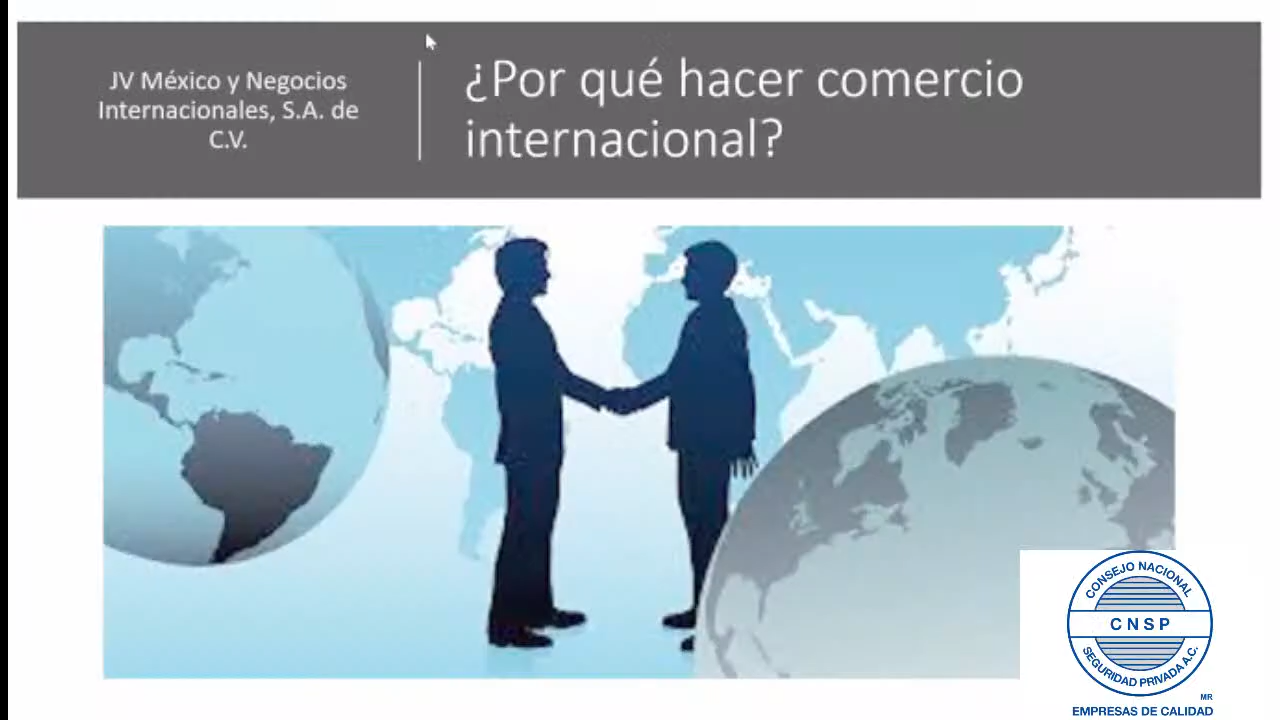 JV México y Negocios
Internacionales, S.A. de
C.V.
¿Por qué hacer comercio
internacional?
CONSEJO NACIONAL
CNSP
SEGURIDAD PRIVADA A.C.
MR
EMPRESAS DE CALIDAD